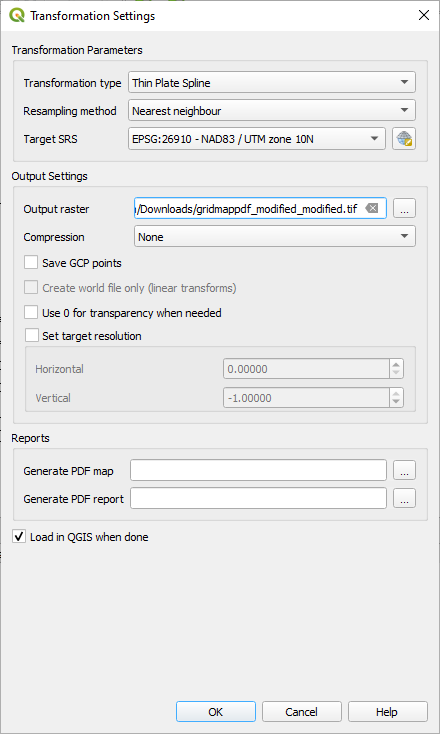 Transformation Settings
Transformation Parameters
Transformation type Thin Plate Spline
Resampling method Nearest neighbour
Target SRS EPSG:26910 - NAD83 / UTM zone 10N
Output Settings
Output raster /Downloads/gridmappdf_modified_modified.tif ...
Compression None
Save GCP points
Create world file only (linear transforms)
Use 0 for transparency when needed
Set target resolution
Horizontal 0.00000
Vertical -1.00000
Reports
Generate PDF map ...
Generate PDF report ...
Load in QGIS when done
OK Cancel Help